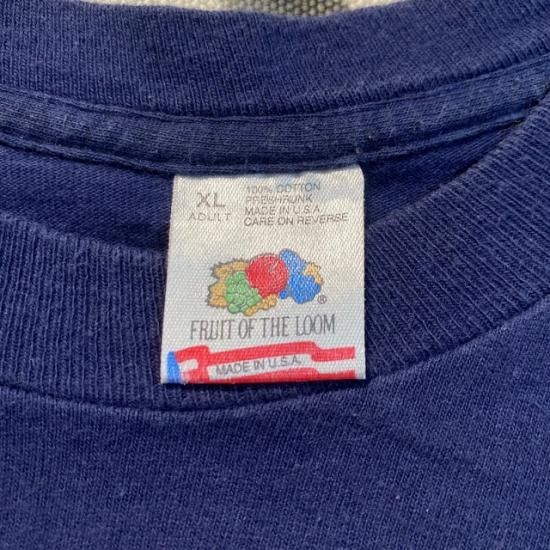 XL
ADULT
100% COTTON
PRESHRUNK
MADE IN U.S.A.
CARE ON REVERSE
®
FRUIT OF THE LOOM
MADE IN U.S.A.